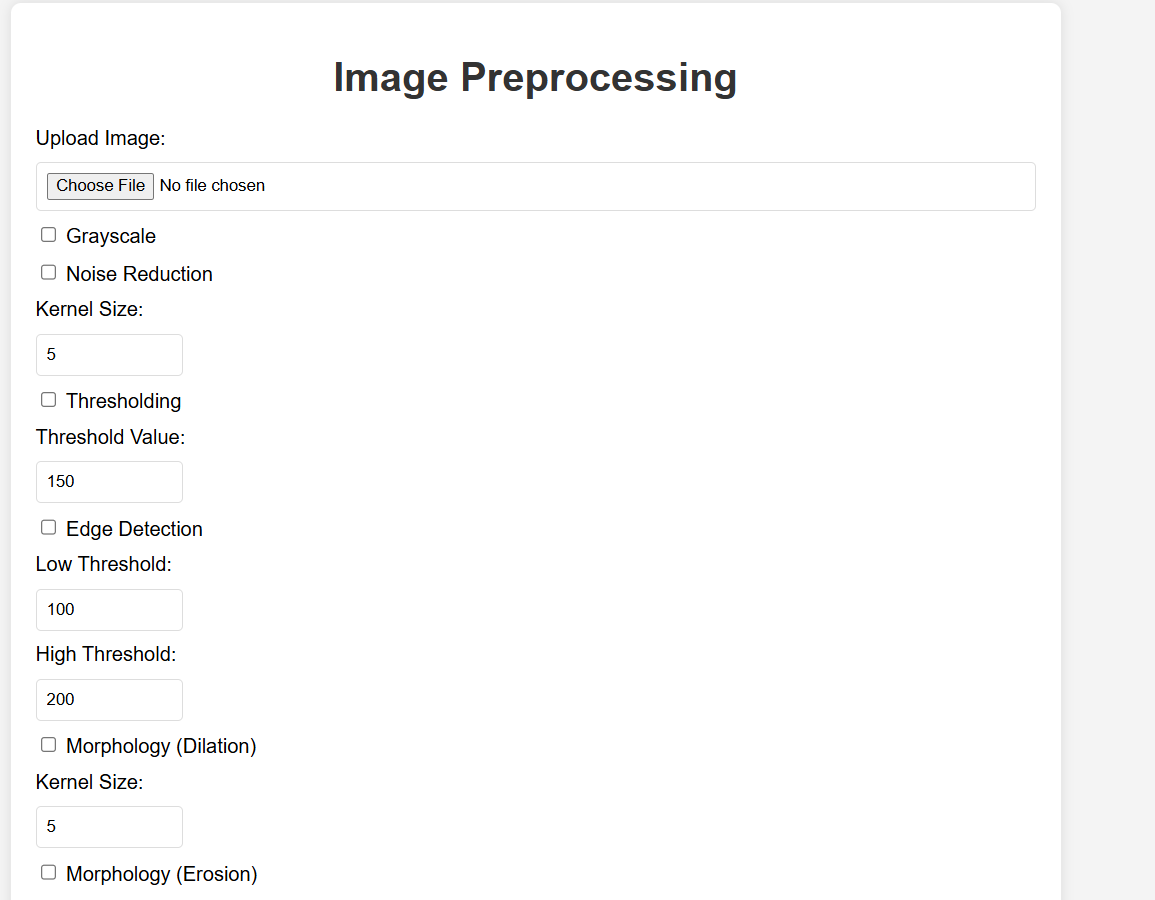 Image Preprocessing
Upload Image:
Choose File No file chosen
Grayscale
Noise Reduction
Kernel Size:
5
Thresholding
Threshold Value:
150
Edge Detection
Low Threshold:
100
High Threshold:
200
Morphology (Dilation)
Kernel Size:
5
Morphology (Erosion)